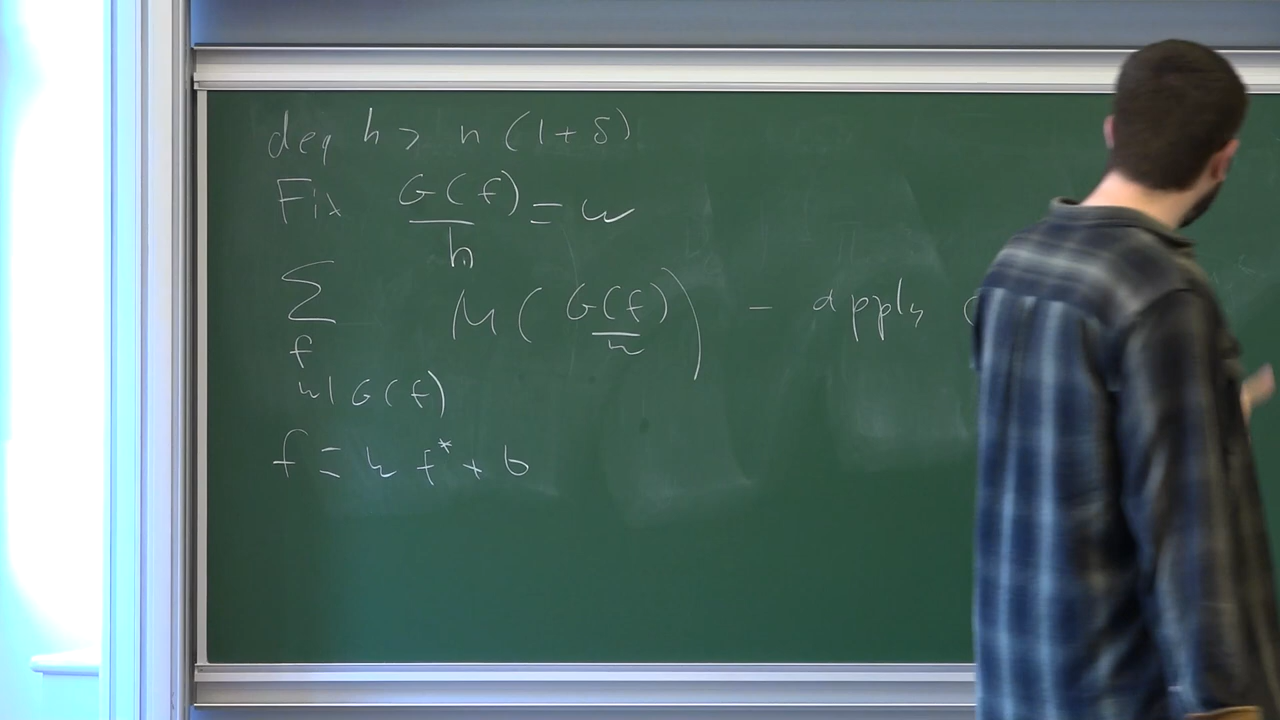 deg h > n (1 + δ)
Fix G(f)/h = w
∑ μ ( G(f)/w ) - apply
f
w | G(f)
f = w f* + b